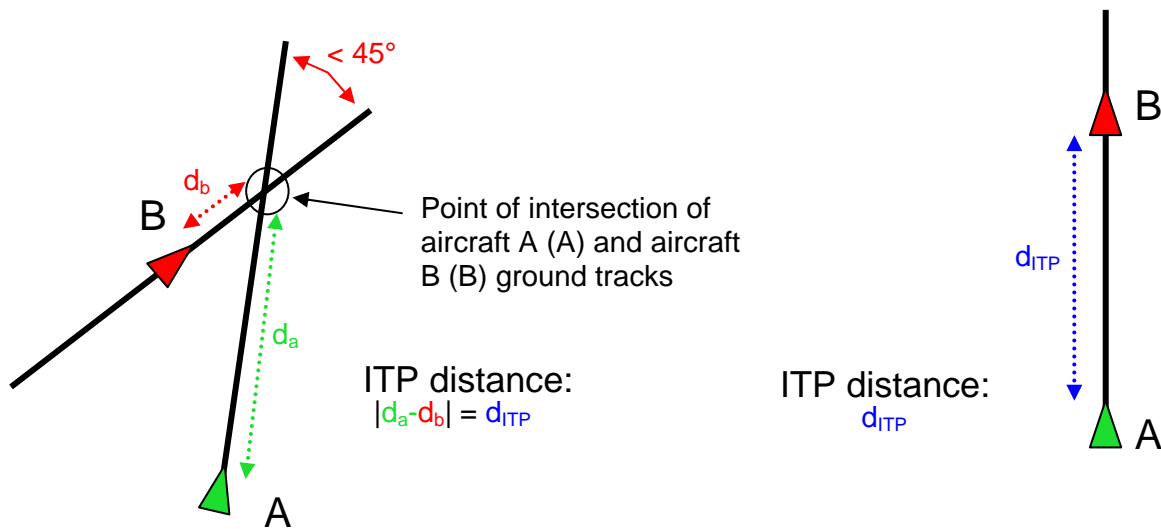 < 45°
d_b
B
Point of intersection of
aircraft A (A) and aircraft
B (B) ground tracks
d_a
ITP distance:
|d_a-d_b| = d_ITP
A
B
d_ITP
ITP distance:
d_ITP
A